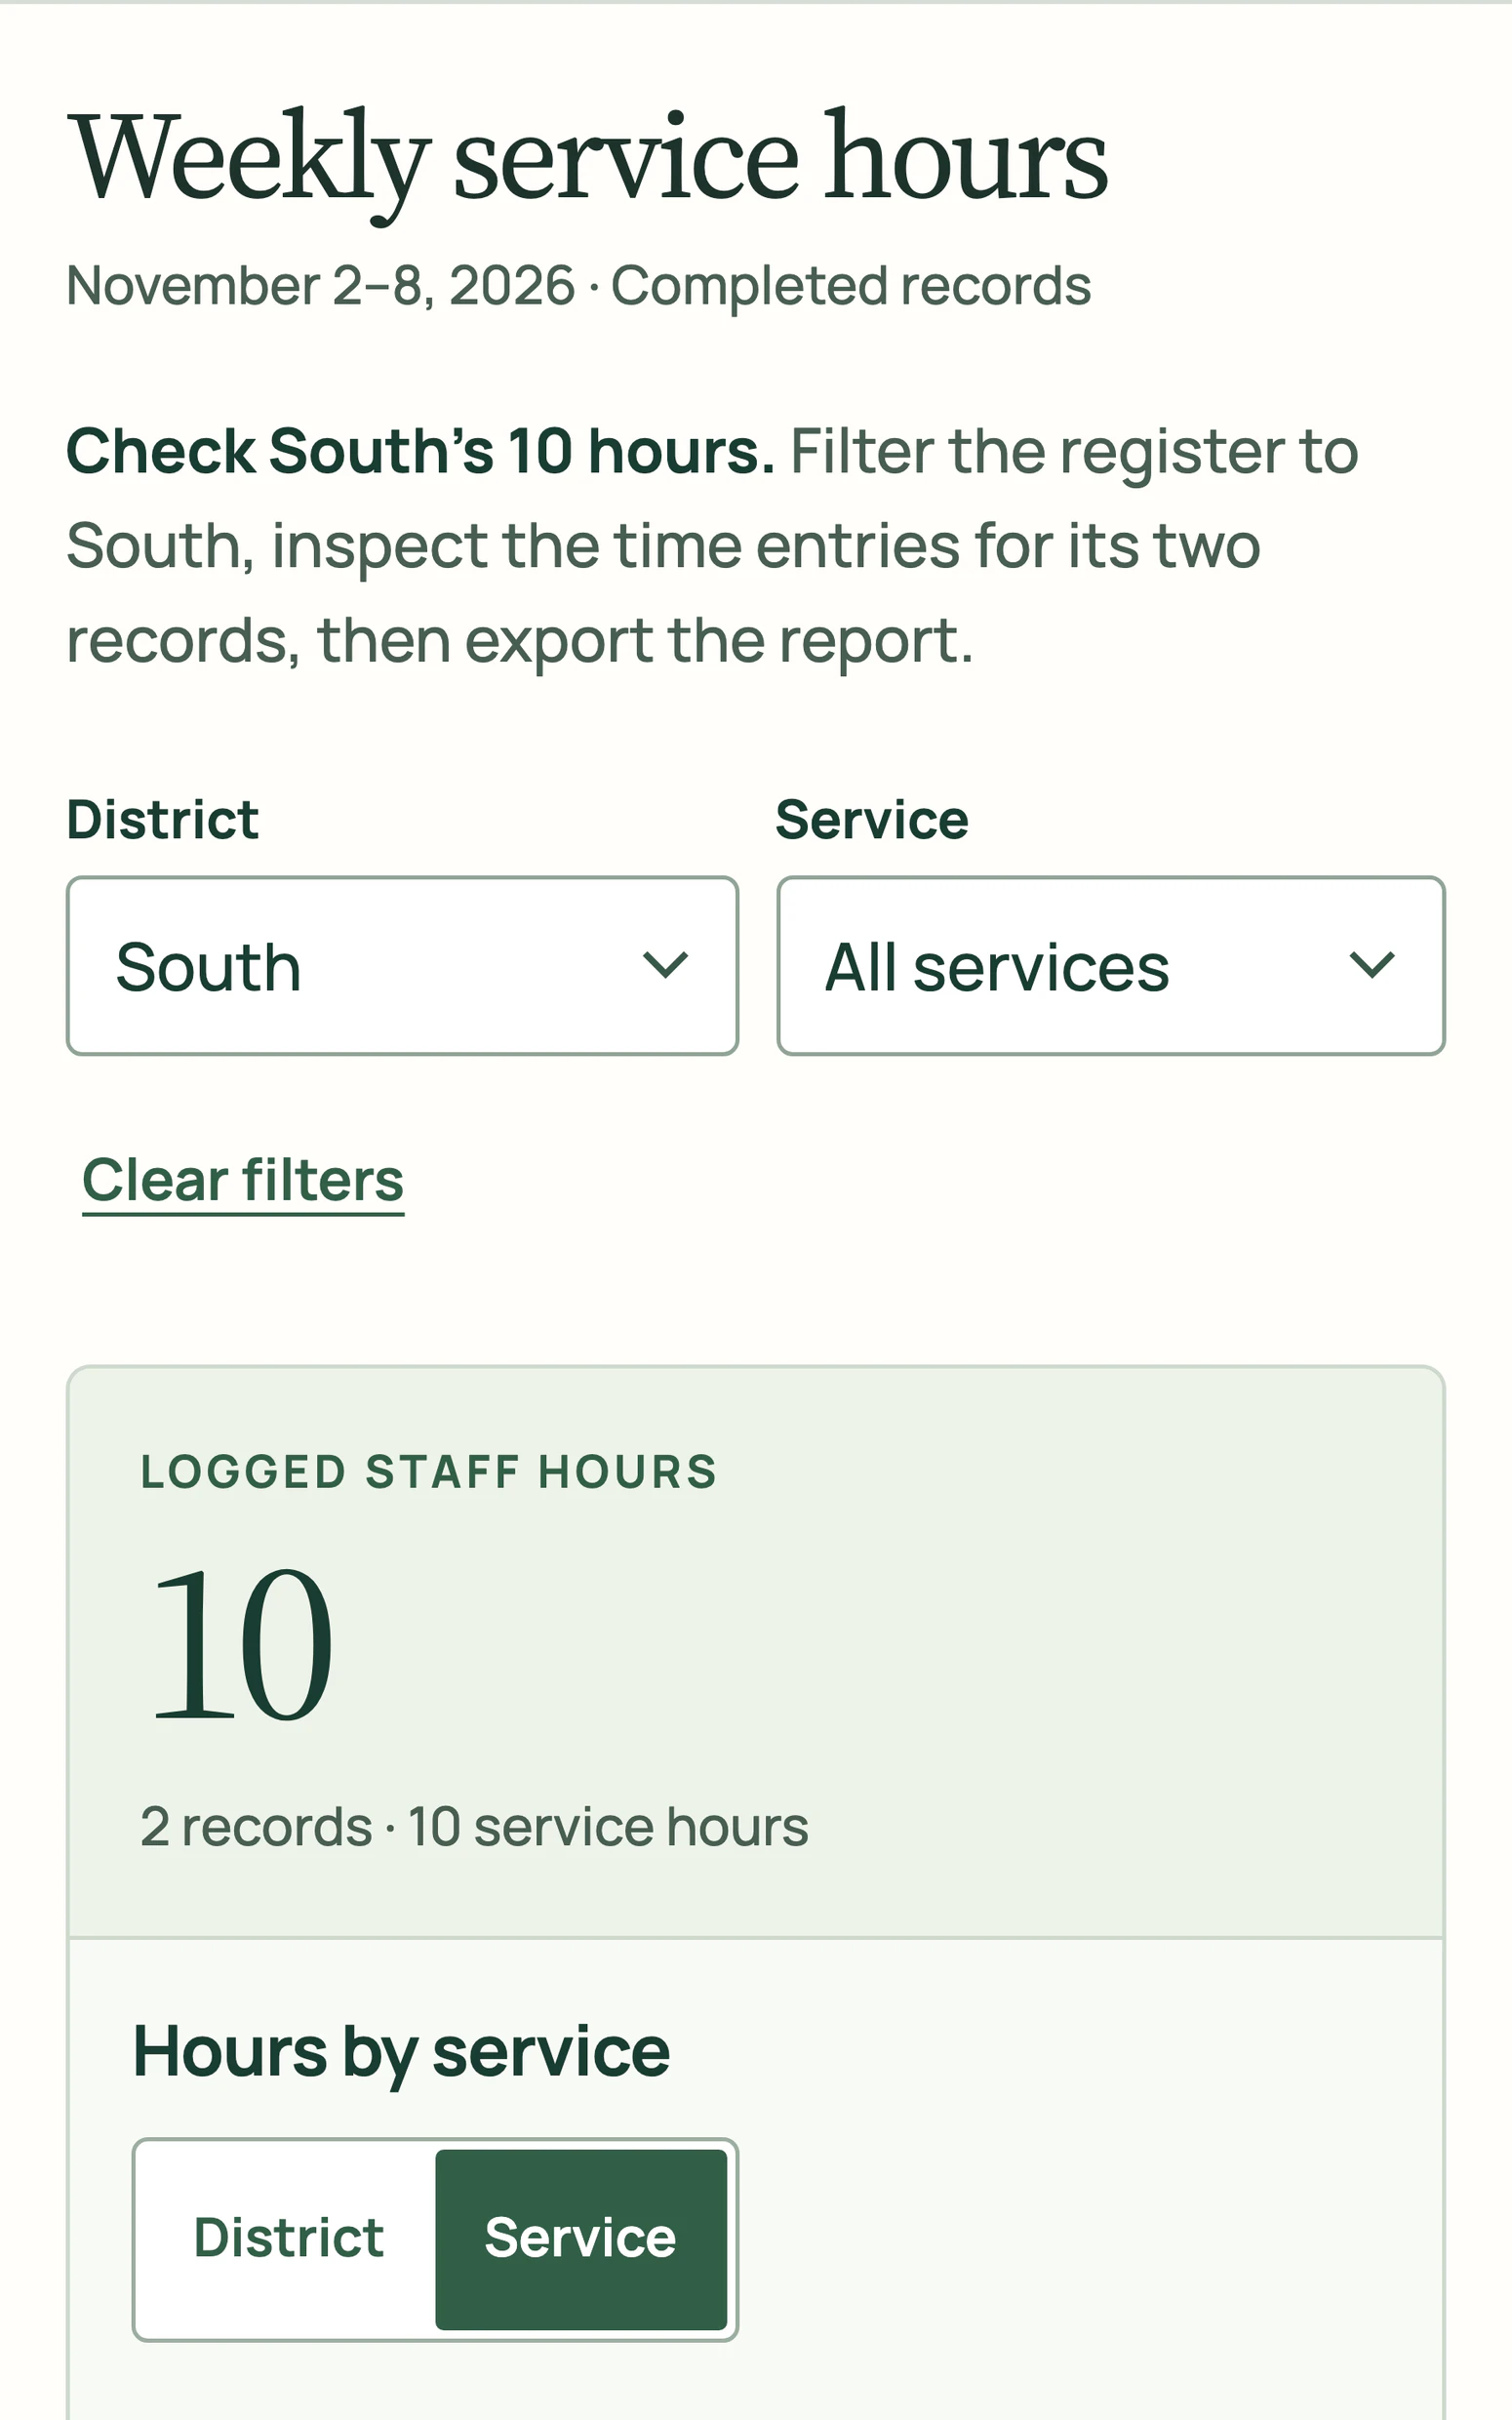 Weekly service hours
November 2–8, 2026 · Completed records
Check South’s 10 hours. Filter the register to
South, inspect the time entries for its two
records, then export the report.
District
Service
South
All services
Clear filters
LOGGED STAFF HOURS
10
2 records · 10 service hours
Hours by service
District
Service